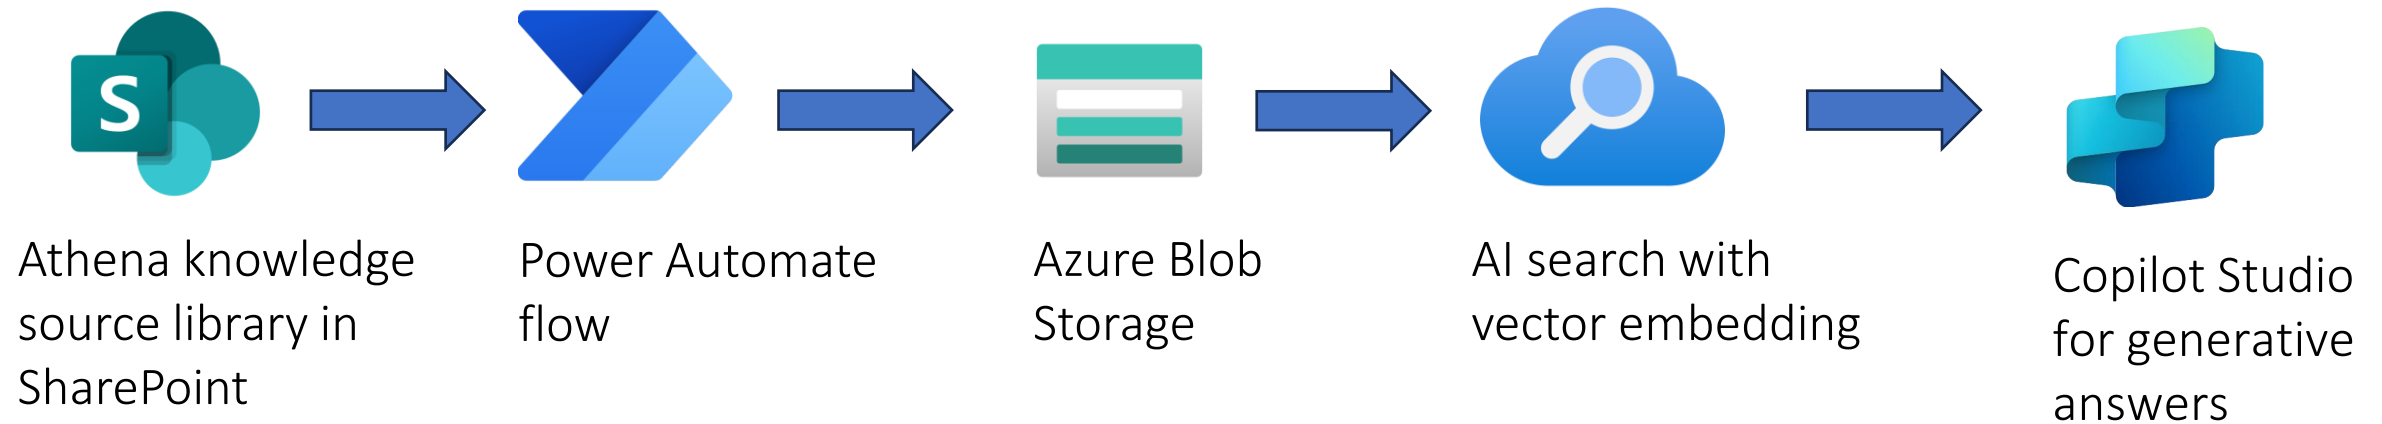 S
Athena knowledge
source library in
SharePoint
Power Automate
flow
Azure Blob
Storage
AI search with
vector embedding
Copilot Studio
for generative
answers